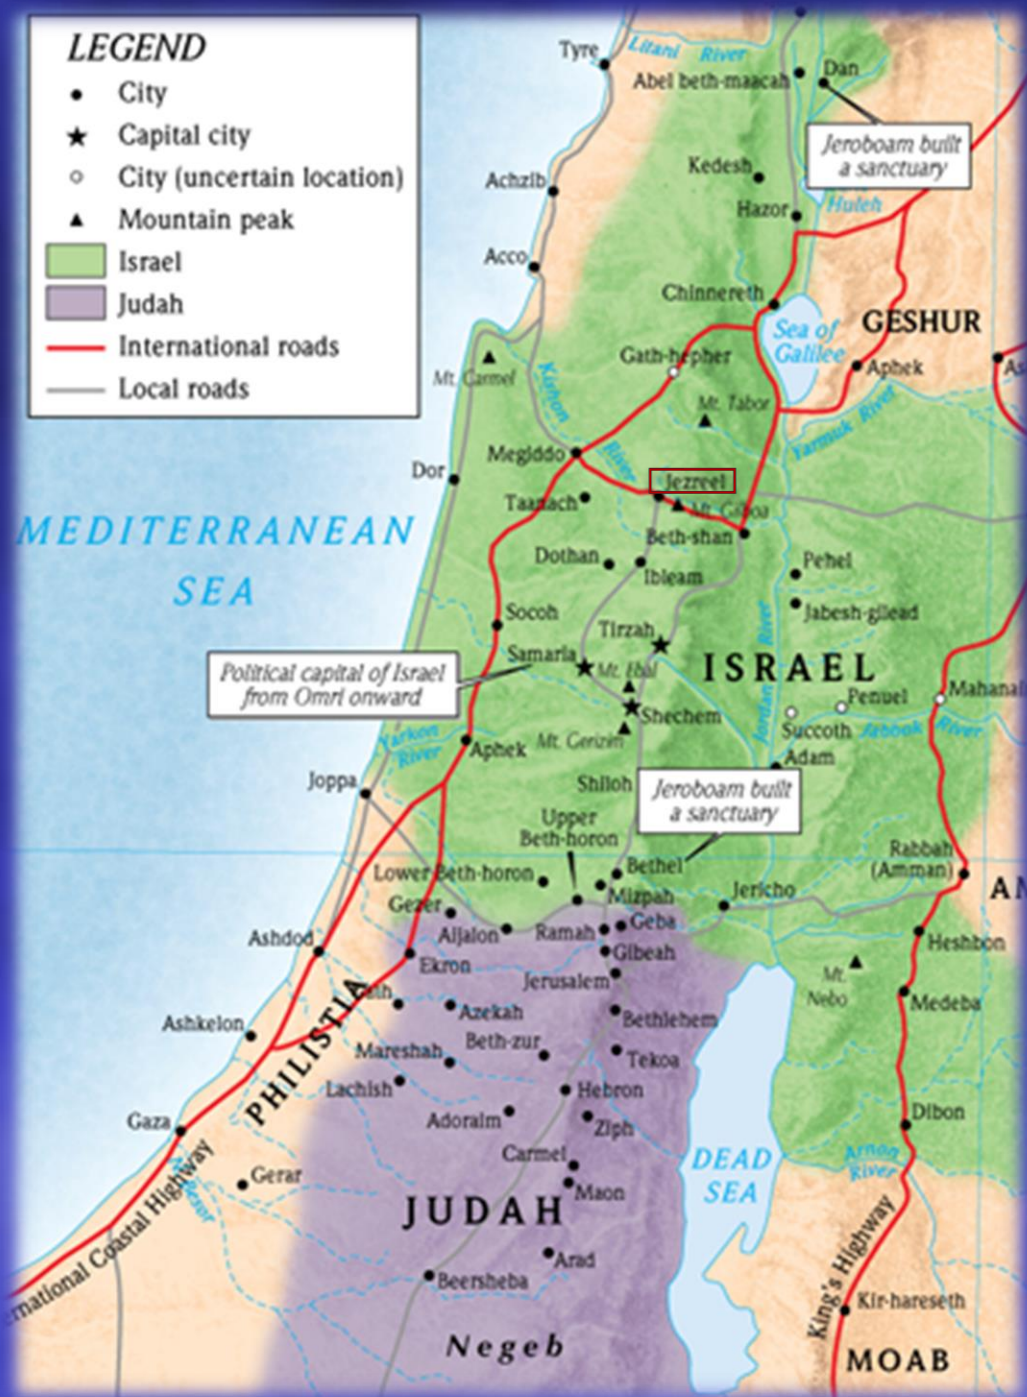 LEGEND
City
Capital city
City (uncertain location)
Mountain peak
Israel
Judah
International roads
Local roads
Tyre
Litani River
Abel beth-maacah
Dan
Jeroboam built
a sanctuary
Kedesh
Achzib
Huleh
Hazor
Acco
Chinnereth
Sea of
Galilee
GESHUR
Gath-hepher
Aphek
Mt. Carmel
Kishon
River
Mt. Tabor
Yarmuk River
Megiddo
Dor
Jezreel
Taanach
Mt. Gilboa
MEDITERRANEAN
SEA
Beth-shan
Dothan
Ibleam
Pehel
Jabesh-gilead
Socoh
Tirzah
Jordan River
Samaria
Mt. Ebal
ISRAEL
Political capital of Israel
from Omri onward
Penuel
Mahanai
Shechem
Succoth
Jabbok River
Mt. Gerizim
Yarkon
River
Aphek
Adam
Joppa
Shiloh
Jeroboam built
a sanctuary
Upper
Beth-horon
Bethel
Rabbah
(Amman)
Lower Beth-horon
Mizpah
Jericho
AM
Gezer
Aijalon
Ramah
Geba
Ashdod
Gibeah
Heshbon
Ekron
Jerusalem
Mt.
Nebo
Medeba
Azekah
Ashkelon
Bethlehem
PHILISTIA
Beth-zur
Mareshah
Tekoa
Lachish
Hebron
Gaza
Adoraim
Ziph
Dibon
Carmel
DEAD
SEA
Arnon
River
Gerar
Maon
JUDAH
ernational Coastal Highway
King's Highway
Arad
Beersheba
Kir-hareseth
Negeb
MOAB